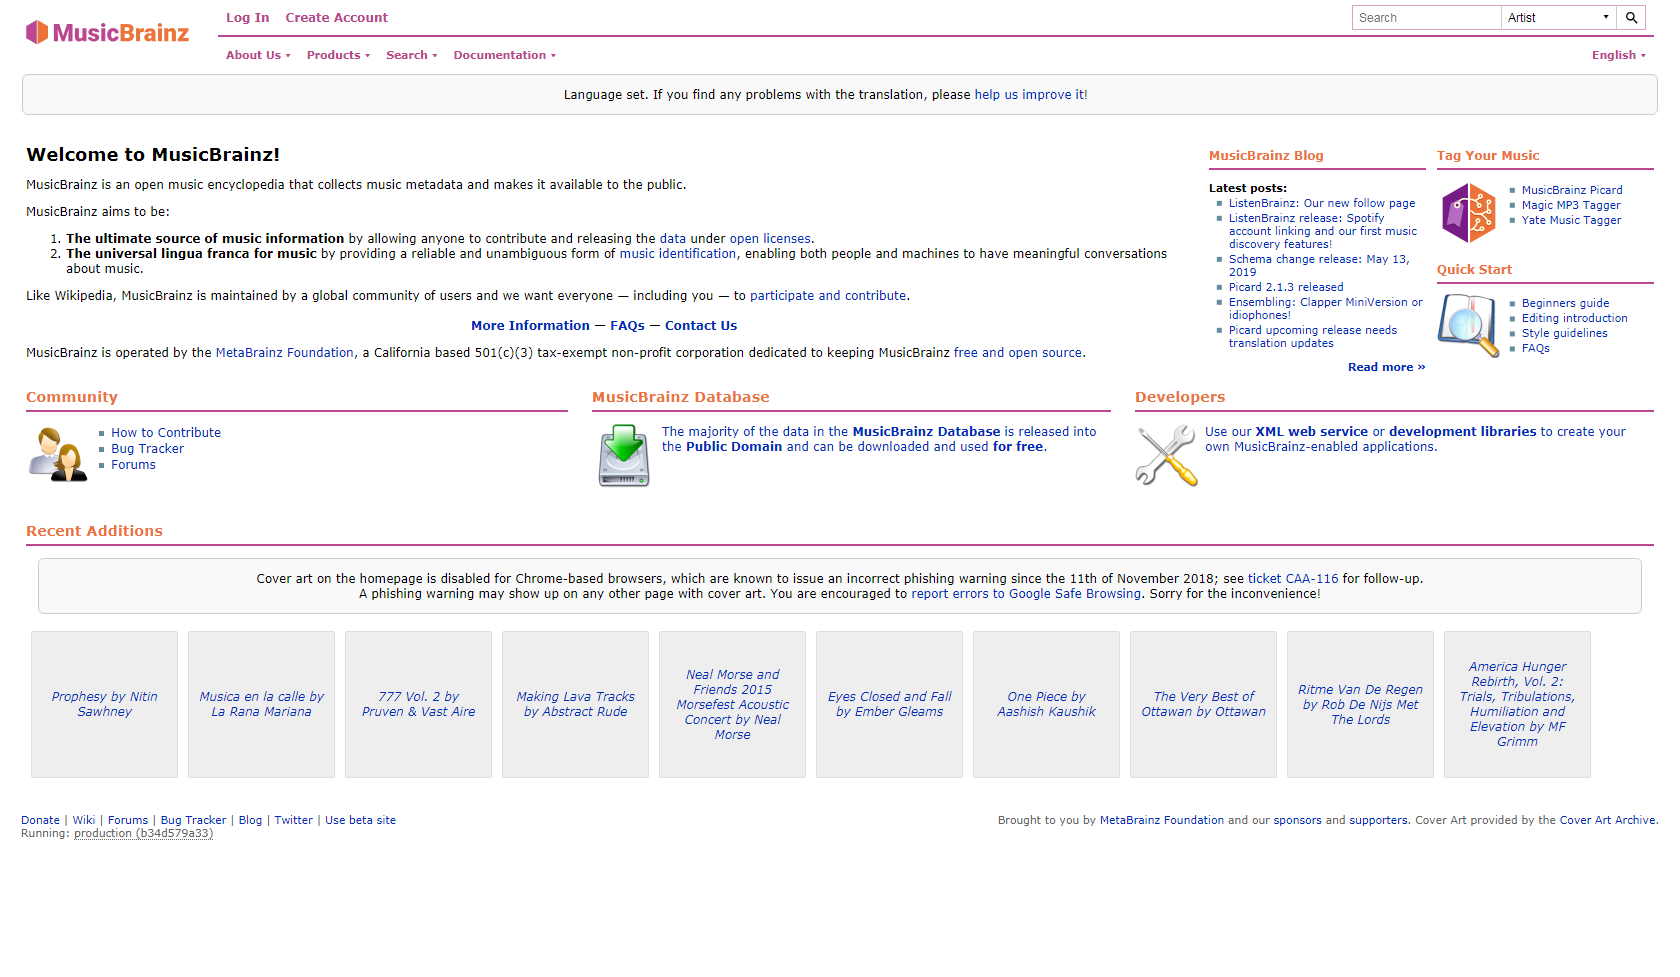 MusicBrainz
Log In Create Account
Search Artist
About Us Products Search Documentation English
Language set. If you find any problems with the translation, please help us improve it!
Welcome to MusicBrainz!
MusicBrainz is an open music encyclopedia that collects music metadata and makes it available to the public.
MusicBrainz aims to be:
1. The ultimate source of music information by allowing anyone to contribute and releasing the data under open licenses.
2. The universal lingua franca for music by providing a reliable and unambiguous form of music identification, enabling both people and machines to have meaningful conversations
about music.
Like Wikipedia, MusicBrainz is maintained by a global community of users and we want everyone — including you — to participate and contribute.
More Information — FAQs — Contact Us
MusicBrainz is operated by the MetaBrainz Foundation, a California based 501(c)(3) tax-exempt non-profit corporation dedicated to keeping MusicBrainz free and open source.
MusicBrainz Blog
Latest posts:
ListenBrainz: Our new follow page
ListenBrainz release: Spotify
account linking and our first music
discovery features!
Schema change release: May 13,
2019
Picard 2.1.3 released
Ensembling: Clapper MiniVersion or
idiophones!
Picard upcoming release needs
translation updates
Read more »
Tag Your Music
MusicBrainz Picard
Magic MP3 Tagger
Yate Music Tagger
Quick Start
Beginners guide
Editing introduction
Style guidelines
FAQs
Community
How to Contribute
Bug Tracker
Forums
MusicBrainz Database
The majority of the data in the MusicBrainz Database is released into
the Public Domain and can be downloaded and used for free.
Developers
Use our XML web service or development libraries to create your
own MusicBrainz-enabled applications.
Recent Additions
Cover art on the homepage is disabled for Chrome-based browsers, which are known to issue an incorrect phishing warning since the 11th of November 2018; see ticket CAA-116 for follow-up.
A phishing warning may show up on any other page with cover art. You are encouraged to report errors to Google Safe Browsing. Sorry for the inconvenience!
Prophesy by Nitin
Sawhney
Musica en la calle by
La Rana Mariana
777 Vol. 2 by
Pruven & Vast Aire
Making Lava Tracks
by Abstract Rude
Neal Morse and
Friends 2015
Morsefest Acoustic
Concert by Neal
Morse
Eyes Closed and Fall
by Ember Gleams
One Piece by
Aashish Kaushik
The Very Best of
Ottawan by Ottawan
Ritme Van De Regen
by Rob De Nijs Met
The Lords
America Hunger
Rebirth, Vol. 2:
Trials, Tribulations,
Humiliation and
Elevation by MF
Grimm
Donate | Wiki | Forums | Bug Tracker | Blog | Twitter | Use beta site
Running: production (b34d579a33)
Brought to you by MetaBrainz Foundation and our sponsors and supporters. Cover Art provided by the Cover Art Archive.